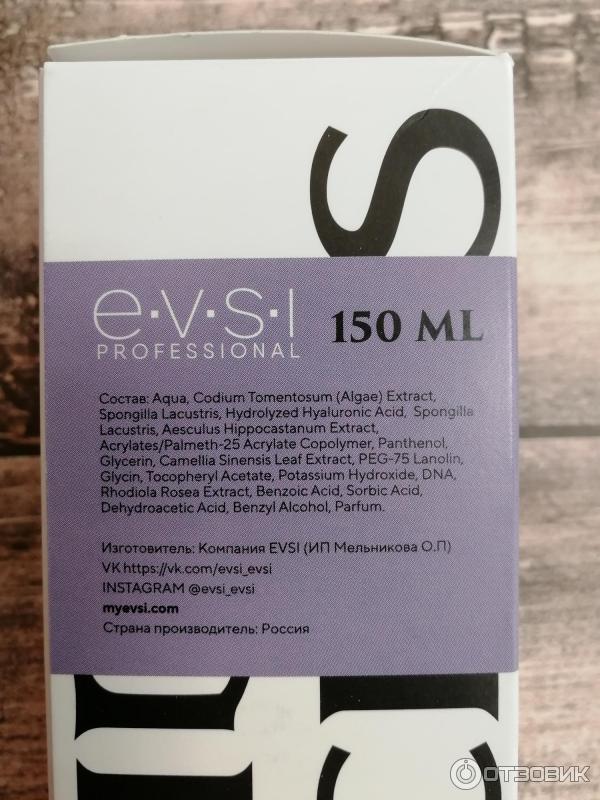 e·v·s·i
PROFESSIONAL
150 ML
Состав: Aqua, Codium Tomentosum (Algae) Extract,
Spongilla Lacustris, Hydrolyzed Hyaluronic Acid, Spongilla
Lacustris, Aesculus Hippocastanum Extract,
Acrylates/Palmeth-25 Acrylate Copolymer, Panthenol,
Glycerin, Camellia Sinensis Leaf Extract, PEG-75 Lanolin,
Glycin, Tocopheryl Acetate, Potassium Hydroxide, DNA,
Rhodiola Rosea Extract, Benzoic Acid, Sorbic Acid,
Dehydroacetic Acid, Benzyl Alcohol, Parfum.
Изготовитель: Компания EVSI (ИП Мельникова О.П)
VK https://vk.com/evsi_evsi
INSTAGRAM @evsi_evsi
myevsi.com
Страна производитель: Россия
ОТЗОВИК